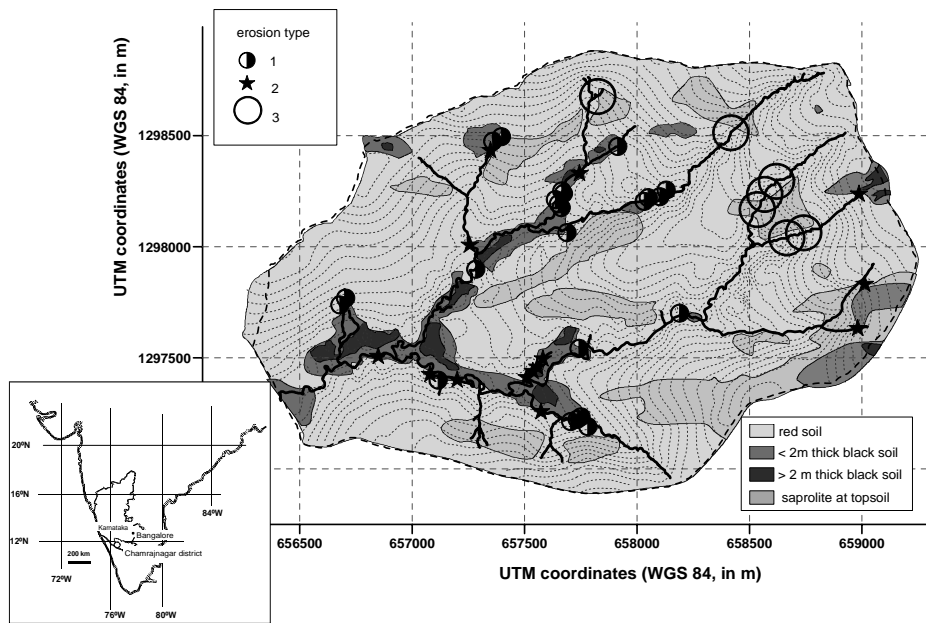 erosion type
1
2
3
UTM coordinates (WGS 84, in m)
1298500
1298000
1297500
red soil
< 2m thick black soil
> 2 m thick black soil
saprolite at topsoil
656500 657000 657500 658000 658500 659000
UTM coordinates (WGS 84, in m)
20ºN
16ºN
84ºW
Karnataka
Bangalore
12ºN
Chamrajnagar district
200 km
72ºW
76ºW 80ºW